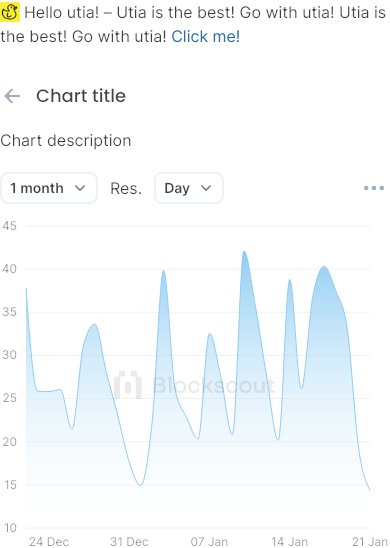 Hello utia! – Utia is the best! Go with utia! Utia is
the best! Go with utia! Click me!
Chart title
Chart description
1 month Res. Day
45
40
35
30
Blockscout
25
20
15
10
24 Dec 31 Dec 07 Jan 14 Jan 21 Jan